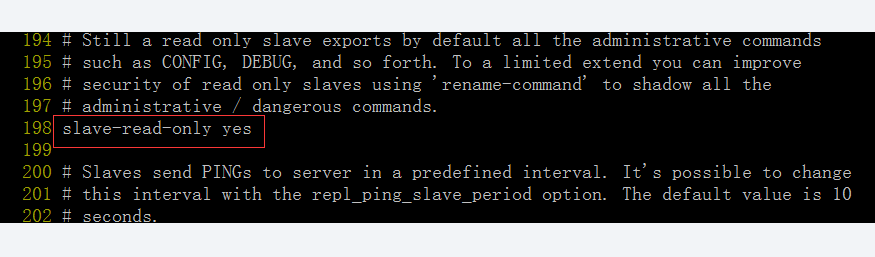 194 # Still a read only slave exports by default all the administrative commands
195 # such as CONFIG, DEBUG, and so forth. To a limited extend you can improve
196 # security of read only slaves using 'rename-command' to shadow all the
197 # administrative / dangerous commands.
198 slave-read-only yes
199
200 # Slaves send PINGs to server in a predefined interval. It's possible to change
201 # this interval with the repl_ping_slave_period option. The default value is 10
202 # seconds.